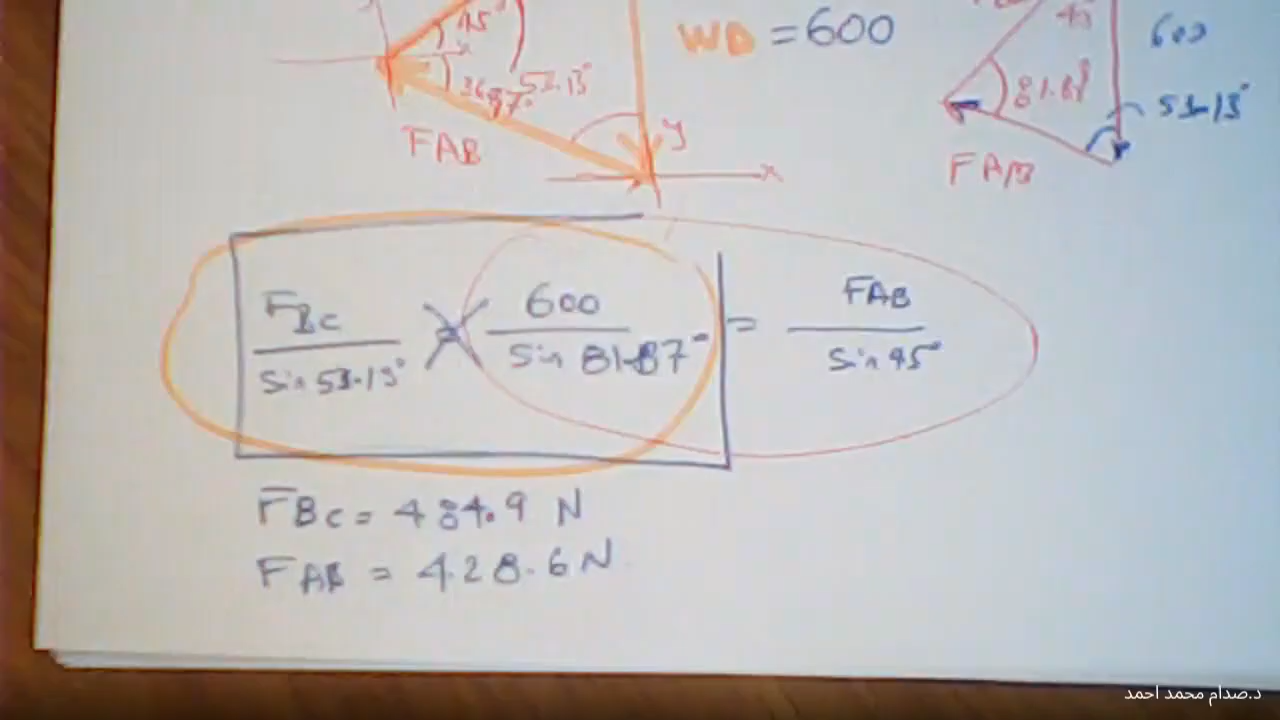 45°
x
WD = 600
45
600
36.87°
53.13°
81.87
53.13°
FAB
y
x
FAB
FBC / Sin 53.13° = 600 / Sin 81.87° = FAB / Sin 45°
FBC = 484.9 N
FAB = 428.6 N
د.صدام محمد احمد